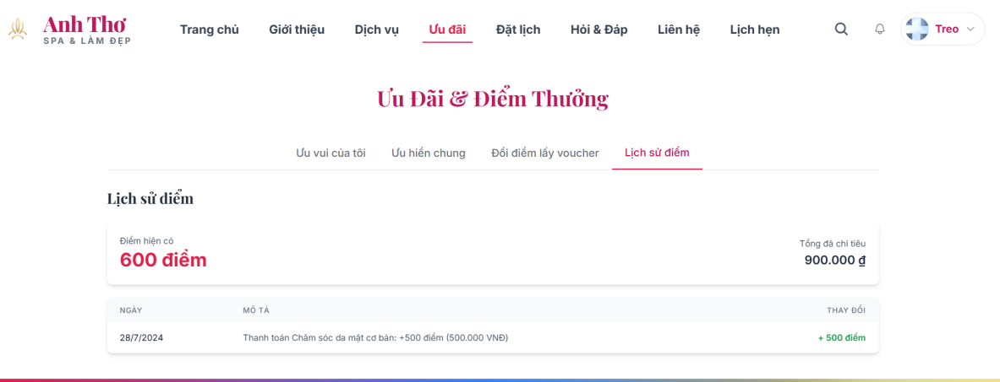 Anh Thơ
SPA & LÀM ĐẸP
Trang chủ Giới thiệu Dịch vụ Ưu đãi Đặt lịch Hỏi & Đáp Liên hệ Lịch hẹn
Treo
Ưu Đãi & Điểm Thưởng
Ưu vui của tôi Ưu hiển chung Đổi điểm lấy voucher Lịch sử điểm
Lịch sử điểm
Điểm hiện có
600 điểm
Tổng đã chi tiêu
900.000 ₫
NGÀY MÔ TẢ THAY ĐỔI
28/7/2024 Thanh toán Chăm sóc da mặt cơ bản: +500 điểm (500.000 VNĐ) + 500 điểm